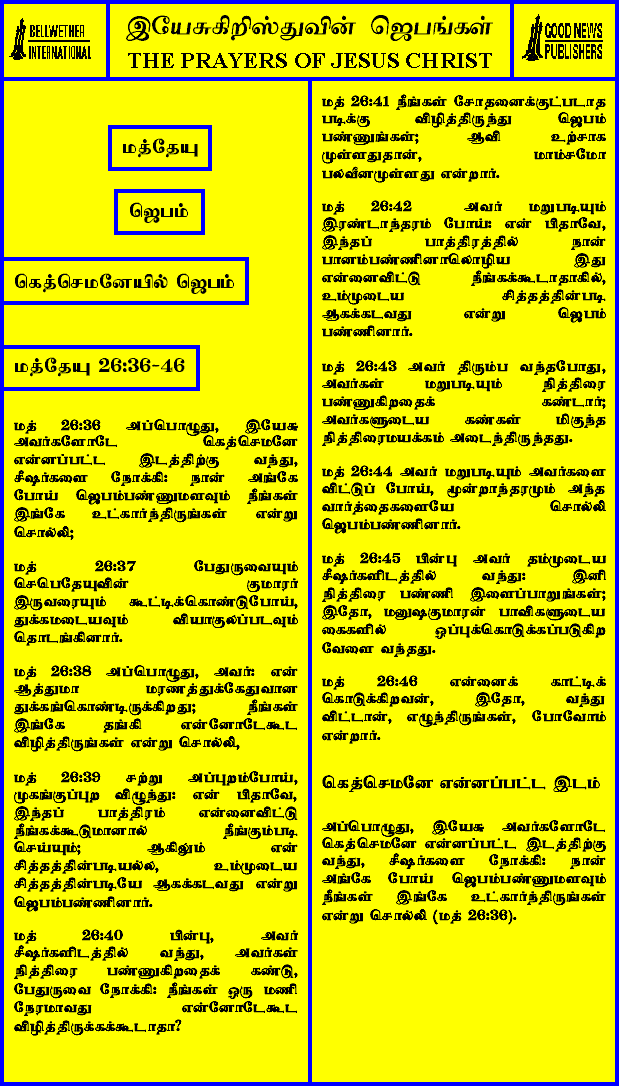 BELLWETHER
INTERNATIONAL
இயேசுகிறிஸ்துவின் ஜெபங்கள்
THE PRAYERS OF JESUS CHRIST
GOOD NEWS
PUBLISHERS
மத்தேயு
ஜெபம்
கெத்செமனேயில் ஜெபம்
மத்தேயு 26:36-46
மத் 26:36 அப்பொழுது, இயேசு
அவர்களோடே கெத்செமனே
என்னப்பட்ட இடத்திற்கு வந்து,
சீஷர்களை நோக்கி: நான் அங்கே
போய் ஜெபம்பண்ணுமளவும் நீங்கள்
இங்கே உட்கார்ந்திருங்கள் என்று
சொல்லி;
மத் 26:37 பேதுருவையும்
செபெதேயுவின் குமாரர்
இருவரையும் கூட்டிக்கொண்டுபோய்,
துக்கமடையவும் வியாகுலப்படவும்
தொடங்கினார்.
மத் 26:38 அப்பொழுது, அவர்: என்
ஆத்துமா மரணத்துக்கேதுவான
துக்கங்கொண்டிருக்கிறது; நீங்கள்
இங்கே தங்கி என்னோடேகூட
விழித்திருங்கள் என்று சொல்லி,
மத் 26:39 சற்று அப்புறம்போய்,
முகங்குப்புற விழுந்து: என் பிதாவே,
இந்தப் பாத்திரம் என்னைவிட்டு
நீங்கக்கூடுமானால் நீங்கும்படி
செய்யும்; ஆகிலும் என்
சித்தத்தின்படியல்ல, உம்முடைய
சித்தத்தின்படியே ஆகக்கடவது என்று
ஜெபம்பண்ணினார்.
மத் 26:40 பின்பு, அவர்
சீஷர்களிடத்தில் வந்து, அவர்கள்
நித்திரை பண்ணுகிறதைக் கண்டு,
பேதுருவை நோக்கி: நீங்கள் ஒரு மணி
நேரமாவது என்னோடேகூட
விழித்திருக்கக்கூடாதா?
மத் 26:41 நீங்கள் சோதனைக்குட்படாத
படிக்கு விழித்திருந்து ஜெபம்
பண்ணுங்கள்; ஆவி உற்சாக
முள்ளதுதான், மாம்சமோ
பலவீனமுள்ளது என்றார்.
மத் 26:42 அவர் மறுபடியும்
இரண்டாந்தரம் போய்: என் பிதாவே,
இந்தப் பாத்திரத்தில் நான்
பானம்பண்ணினாலொழிய இது
என்னைவிட்டு நீங்கக்கூடாதாகில்,
உம்முடைய சித்தத்தின்படி
ஆகக்கடவது என்று ஜெபம்
பண்ணினார்.
மத் 26:43 அவர் திரும்ப வந்தபோது,
அவர்கள் மறுபடியும் நித்திரை
பண்ணுகிறதைக் கண்டார்;
அவர்களுடைய கண்கள் மிகுந்த
நித்திரைமயக்கம் அடைந்திருந்தது.
மத் 26:44 அவர் மறுபடியும் அவர்களை
விட்டுப் போய், மூன்றாந்தரமும் அந்த
வார்த்தைகளையே சொல்லி
ஜெபம்பண்ணினார்.
மத் 26:45 பின்பு அவர் தம்முடைய
சீஷர்களிடத்தில் வந்து: இனி
நித்திரை பண்ணி இளைப்பாறுங்கள்;
இதோ, மனுஷகுமாரன் பாவிகளுடைய
கைகளில் ஒப்புக்கொடுக்கப்படுகிற
வேளை வந்தது.
மத் 26:46 என்னைக் காட்டிக்
கொடுக்கிறவன், இதோ, வந்து
விட்டான், எழுந்திருங்கள், போவோம்
என்றார்.
கெத்செமனே என்னப்பட்ட இடம்
அப்பொழுது, இயேசு அவர்களோடே
கெத்செமனே என்னப்பட்ட இடத்திற்கு
வந்து, சீஷர்களை நோக்கி: நான்
அங்கே போய் ஜெபம்பண்ணுமளவும்
நீங்கள் இங்கே உட்கார்ந்திருங்கள்
என்று சொல்லி (மத் 26:36).